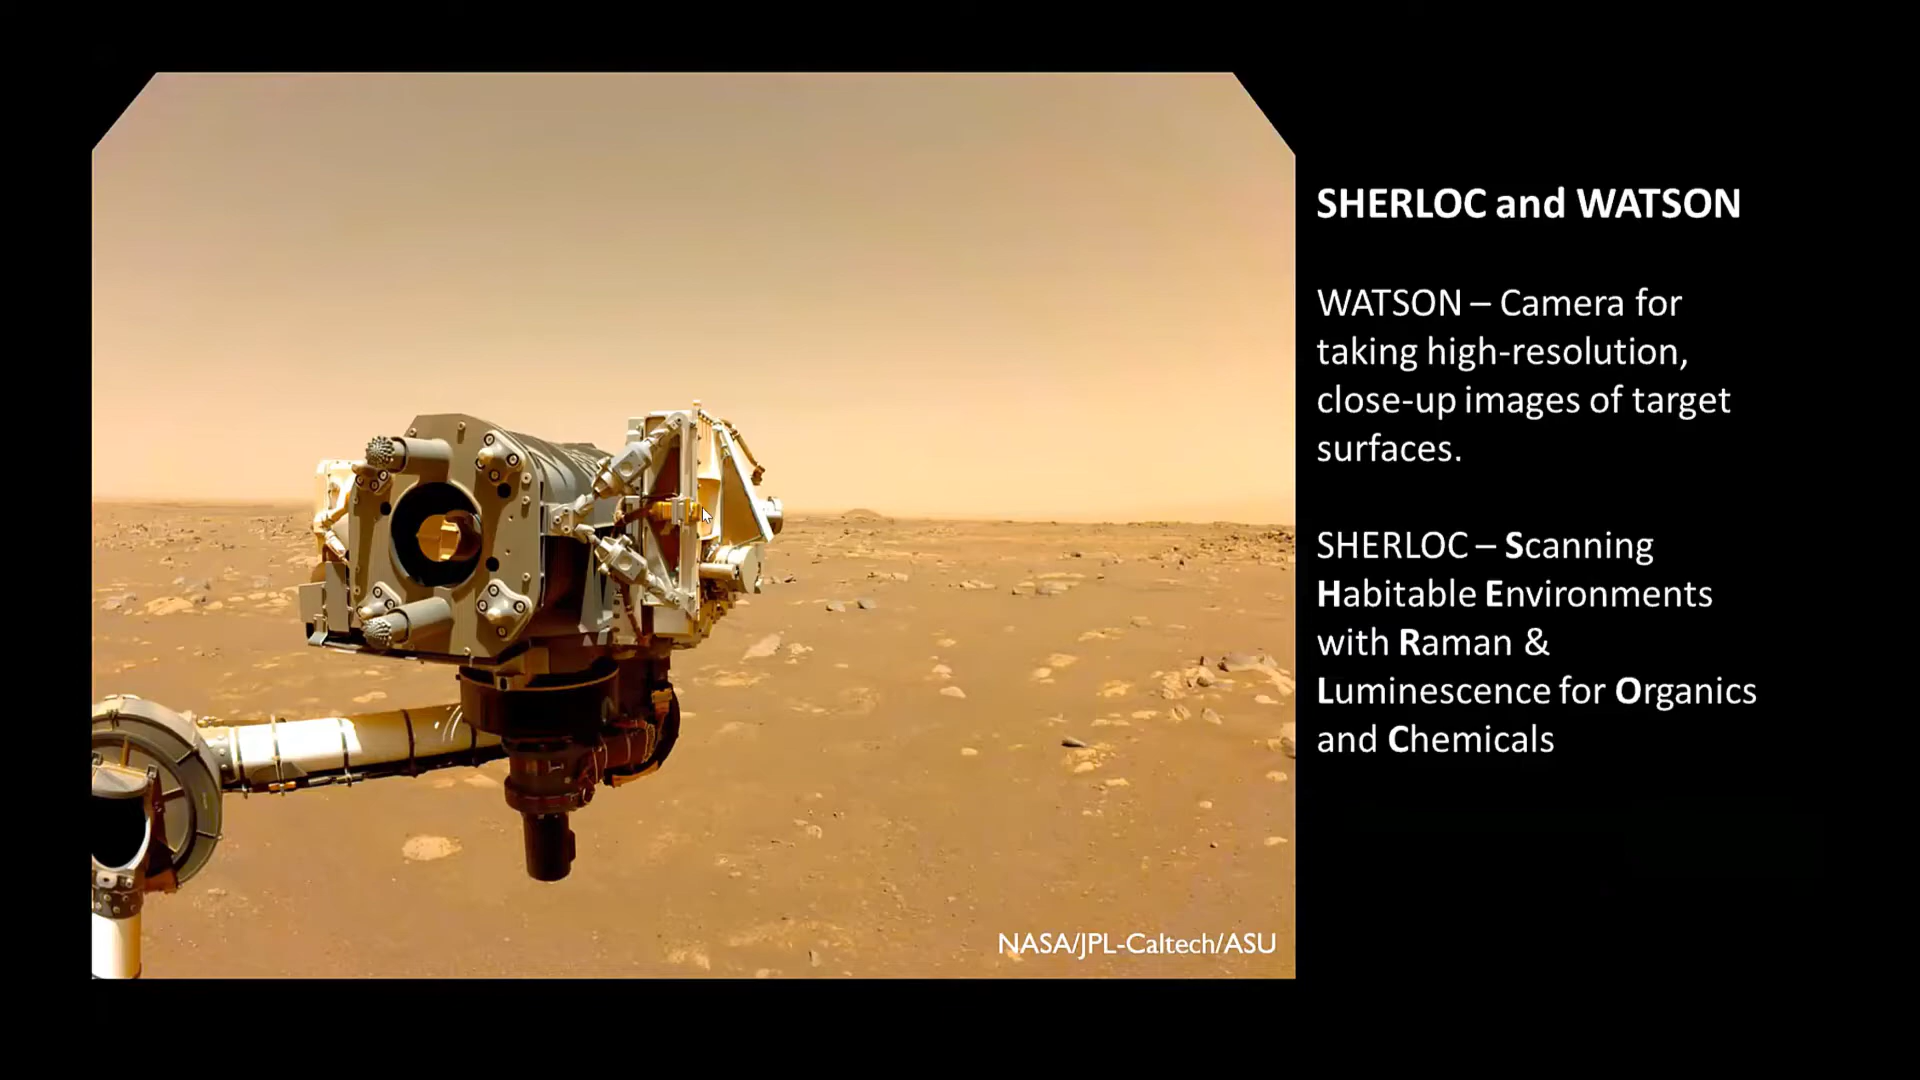 SHERLOC and WATSON
WATSON – Camera for
taking high-resolution,
close-up images of target
surfaces.
SHERLOC – Scanning
Habitable Environments
with Raman &
Luminescence for Organics
and Chemicals
NASA/JPL-Caltech/ASU